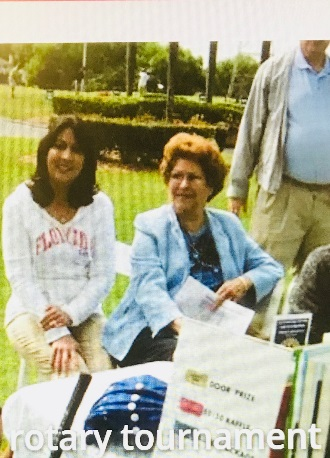 FLORIDA
DOOR PRIZE
50-50 RAFFLE
rotary tournament